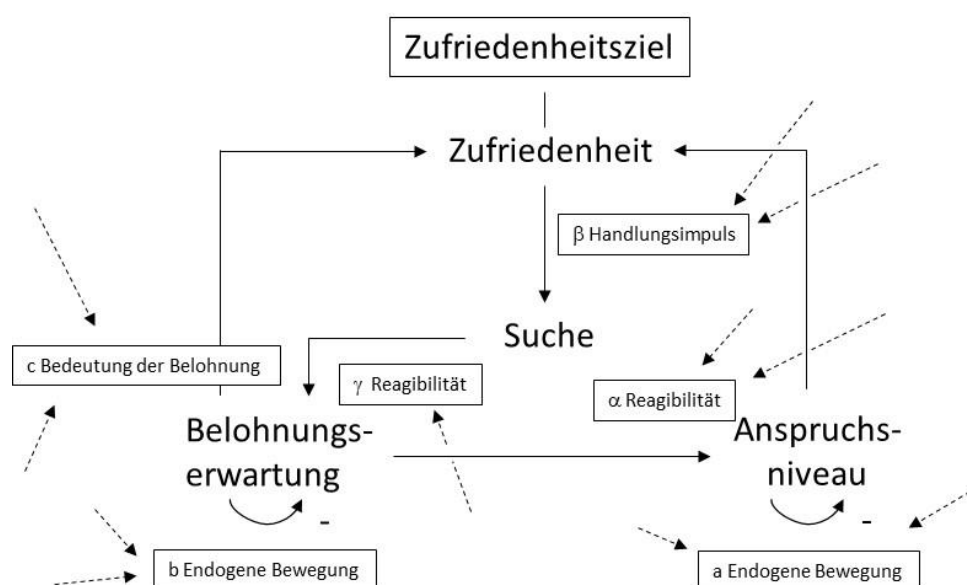 Zufriedenheitsziel
Zufriedenheit
β Handlungsimpuls
Suche
c Bedeutung der Belohnung
γ Reagibilität
α Reagibilität
Belohnungs-
erwartung
Anspruchs-
niveau
-
-
b Endogene Bewegung
a Endogene Bewegung